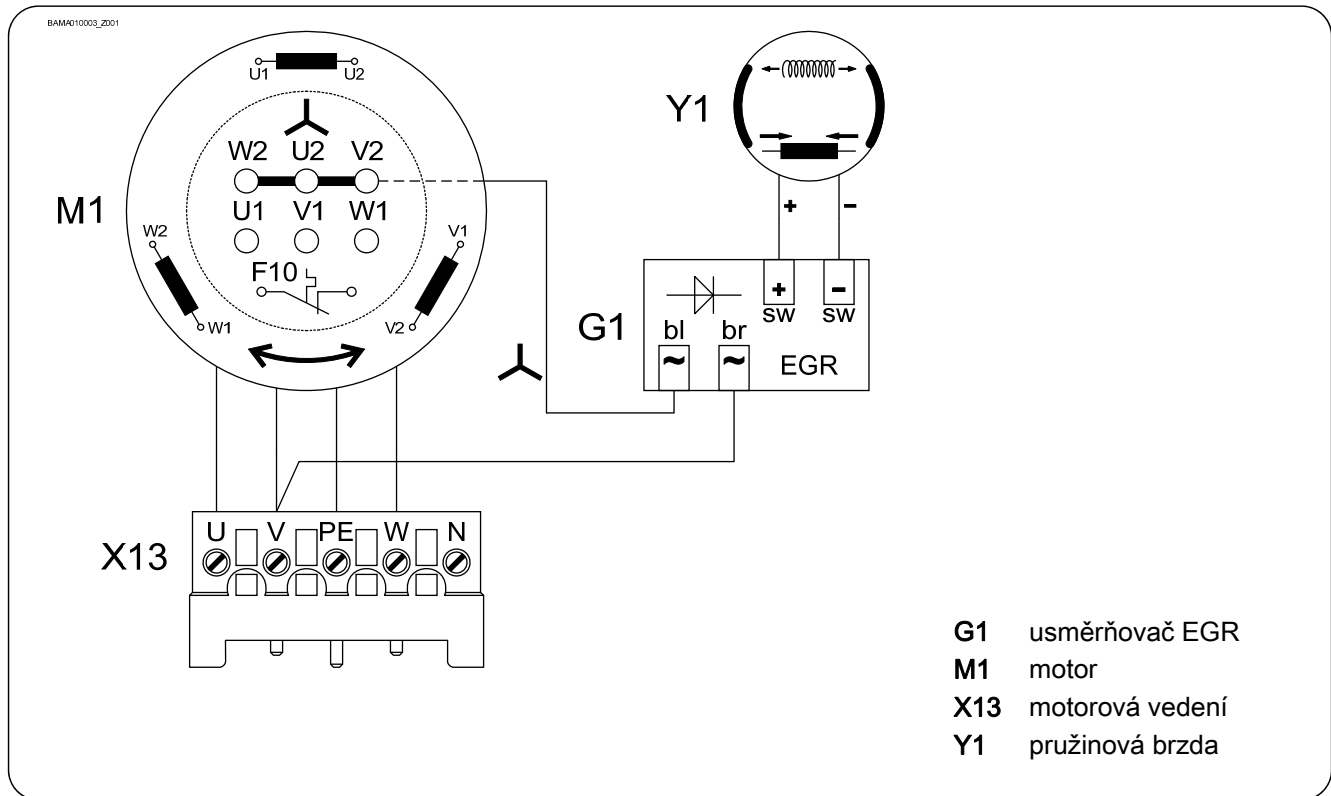 BAMA010003_Z001
U1 U2
Y1
W2 U2 V2
M1
U1 V1 W1
+ -
W2 V1
F10
+ -
sw sw
G1
bl br
W1 V2
~ ~
EGR
U V PE W N
X13
G1 usměrňovač EGR
M1 motor
X13 motorová vedení
Y1 pružinová brzda